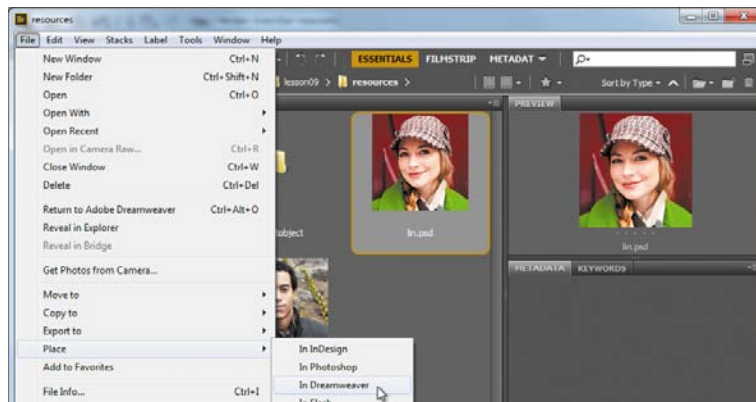 resources
File Edit View Stacks Label Tools Window Help
New Window Ctrl+N
New Folder Ctrl+Shift+N
Open Ctrl+O
Open With
Open Recent
Open in Camera Raw... Ctrl+R
Close Window Ctrl+W
Delete Ctrl+Del
Return to Adobe Dreamweaver Ctrl+Alt+O
Reveal in Explorer
Reveal in Bridge
Get Photos from Camera...
Move to
Copy to
Export to
Place
Add to Favorites
File Info... Ctrl+I
In InDesign
In Photoshop
In Dreamweaver
ESSENTIALS FILMSTRIP METADAT
lesson09 > resources >
Sort by Type
lin.psd
PREVIEW
lin.psd
METADATA KEYWORDS